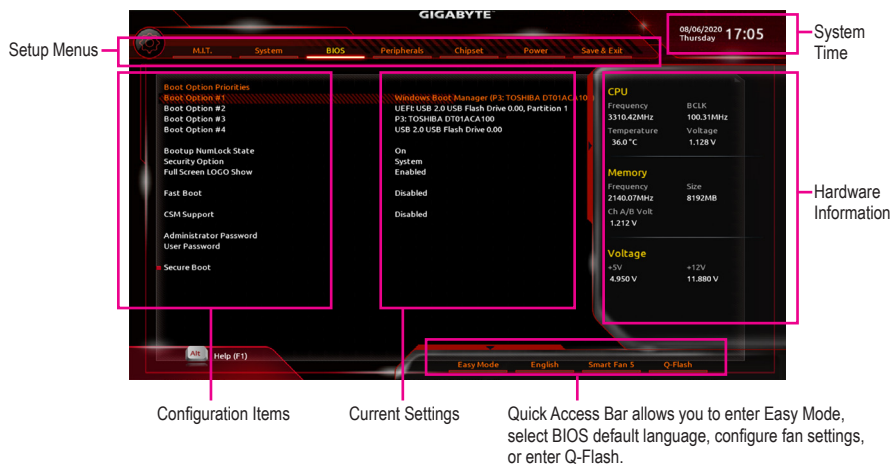 GIGABYTE
08/06/2020
Thursday 17:05
System
Time
Setup Menus
M.I.T. System BIOS Peripherals Chipset Power Save & Exit
Boot Option Priorities
Boot Option #1 Windows Boot Manager (P3: TOSHIBA DT01ACA10
Boot Option #2 UEFI: USB 2.0 USB Flash Drive 0.00, Partition 1
Boot Option #3 P3: TOSHIBA DT01ACA100
Boot Option #4 USB 2.0 USB Flash Drive 0.00
Bootup NumLock State On
Security Option System
Full Screen LOGO Show Enabled
Fast Boot Disabled
CSM Support Disabled
Administrator Password
User Password
Secure Boot
CPU
Frequency BCLK
3310.42MHz 100.31MHz
Temperature Voltage
36.0 °C 1.128 V
Memory
Frequency Size
2140.07MHz 8192MB
Ch A/B Volt
1.212 V
Voltage
+5V +12V
4.950 V 11.880 V
Hardware
Information
Alt Help (F1)
Easy Mode English Smart Fan 5 Q-Flash
Configuration Items
Current Settings
Quick Access Bar allows you to enter Easy Mode,
select BIOS default language, configure fan settings,
or enter Q-Flash.